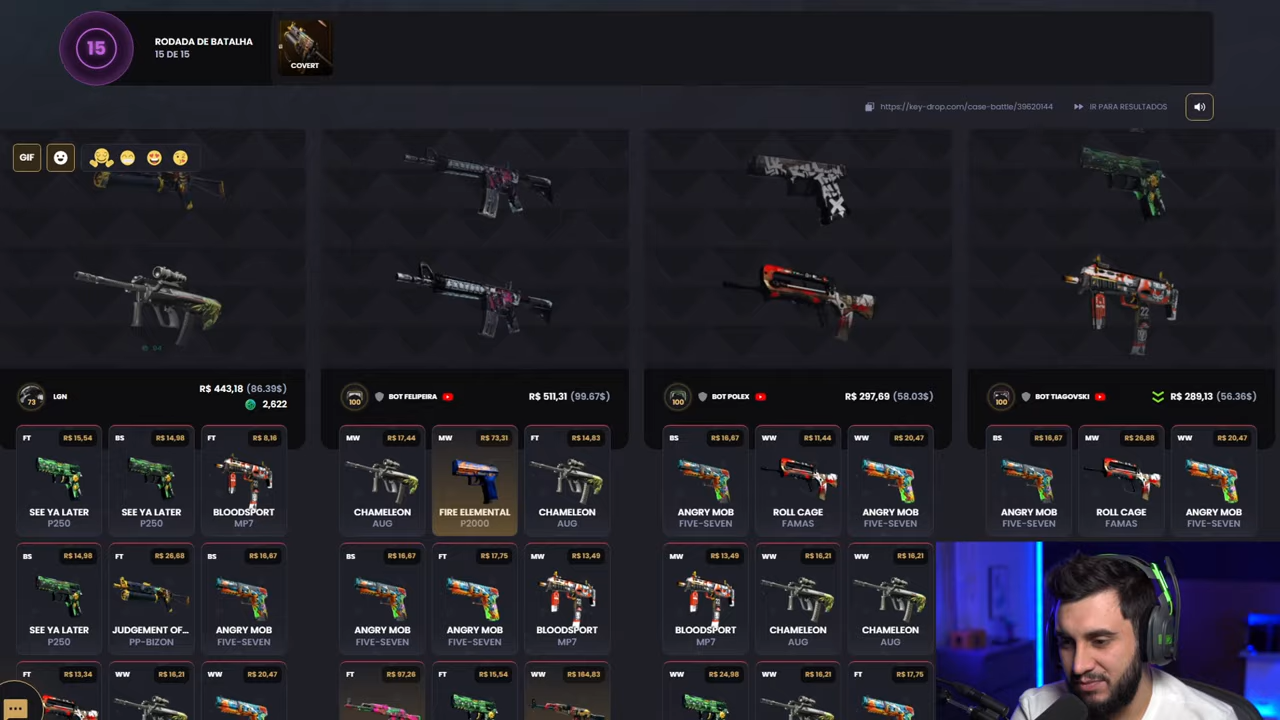 15
RODADA DE BATALHA
15 DE 15
COVERT
https://key-drop.com/case-battle/39620144
IR PARA RESULTADOS
GIF
73
LGN
R$ 443,18 (86.39$)
2,622
100
BOT FELIPEIRA
R$ 511,31 (99.67$)
100
BOT POLEX
R$ 297,69 (58.03$)
100
BOT TIAGOVSKI
R$ 289,13 (56.36$)
FT R$ 15,54
SEE YA LATER
P250
BS R$ 14,98
SEE YA LATER
P250
FT R$ 8,16
BLOODSPORT
MP7
MW R$ 17,44
CHAMELEON
AUG
MW R$ 73,31
FIRE ELEMENTAL
P2000
FT R$ 14,83
CHAMELEON
AUG
BS R$ 16,67
ANGRY MOB
FIVE-SEVEN
WW R$ 11,44
ROLL CAGE
FAMAS
WW R$ 20,47
ANGRY MOB
FIVE-SEVEN
BS R$ 16,67
ANGRY MOB
FIVE-SEVEN
MW R$ 26,88
ROLL CAGE
FAMAS
WW R$ 20,47
ANGRY MOB
FIVE-SEVEN
BS R$ 14,98
SEE YA LATER
P250
FT R$ 26,68
JUDGEMENT OF...
PP-BIZON
BS R$ 16,67
ANGRY MOB
FIVE-SEVEN
BS R$ 16,67
ANGRY MOB
FIVE-SEVEN
FT R$ 17,75
ANGRY MOB
FIVE-SEVEN
MW R$ 13,49
BLOODSPORT
MP7
MW R$ 13,49
BLOODSPORT
MP7
WW R$ 16,21
CHAMELEON
AUG
WW R$ 16,21
CHAMELEON
AUG
FT R$ 13,34
WW R$ 16,21
WW R$ 20,47
FT R$ 97,26
FT R$ 15,54
WW R$ 164,83
WW R$ 24,98
WW R$ 16,21
FT R$ 17,75